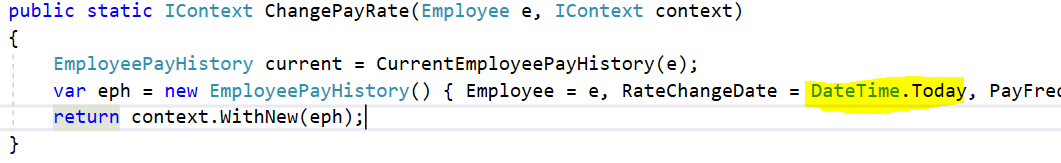 public static IContext ChangePayRate(Employee e, IContext context)
{
EmployeePayHistory current = CurrentEmployeePayHistory(e);
var eph = new EmployeePayHistory() { Employee = e, RateChangeDate = DateTime.Today, PayFreq
return context.WithNew(eph);
}